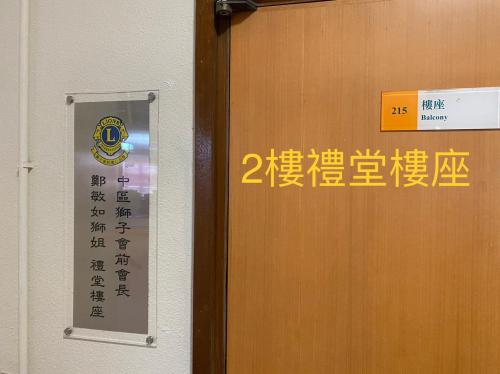 LIONS
L
中區獅子會前會長
鄭敏如獅姐 禮堂樓座
215
樓座
Balcony
2樓禮堂樓座